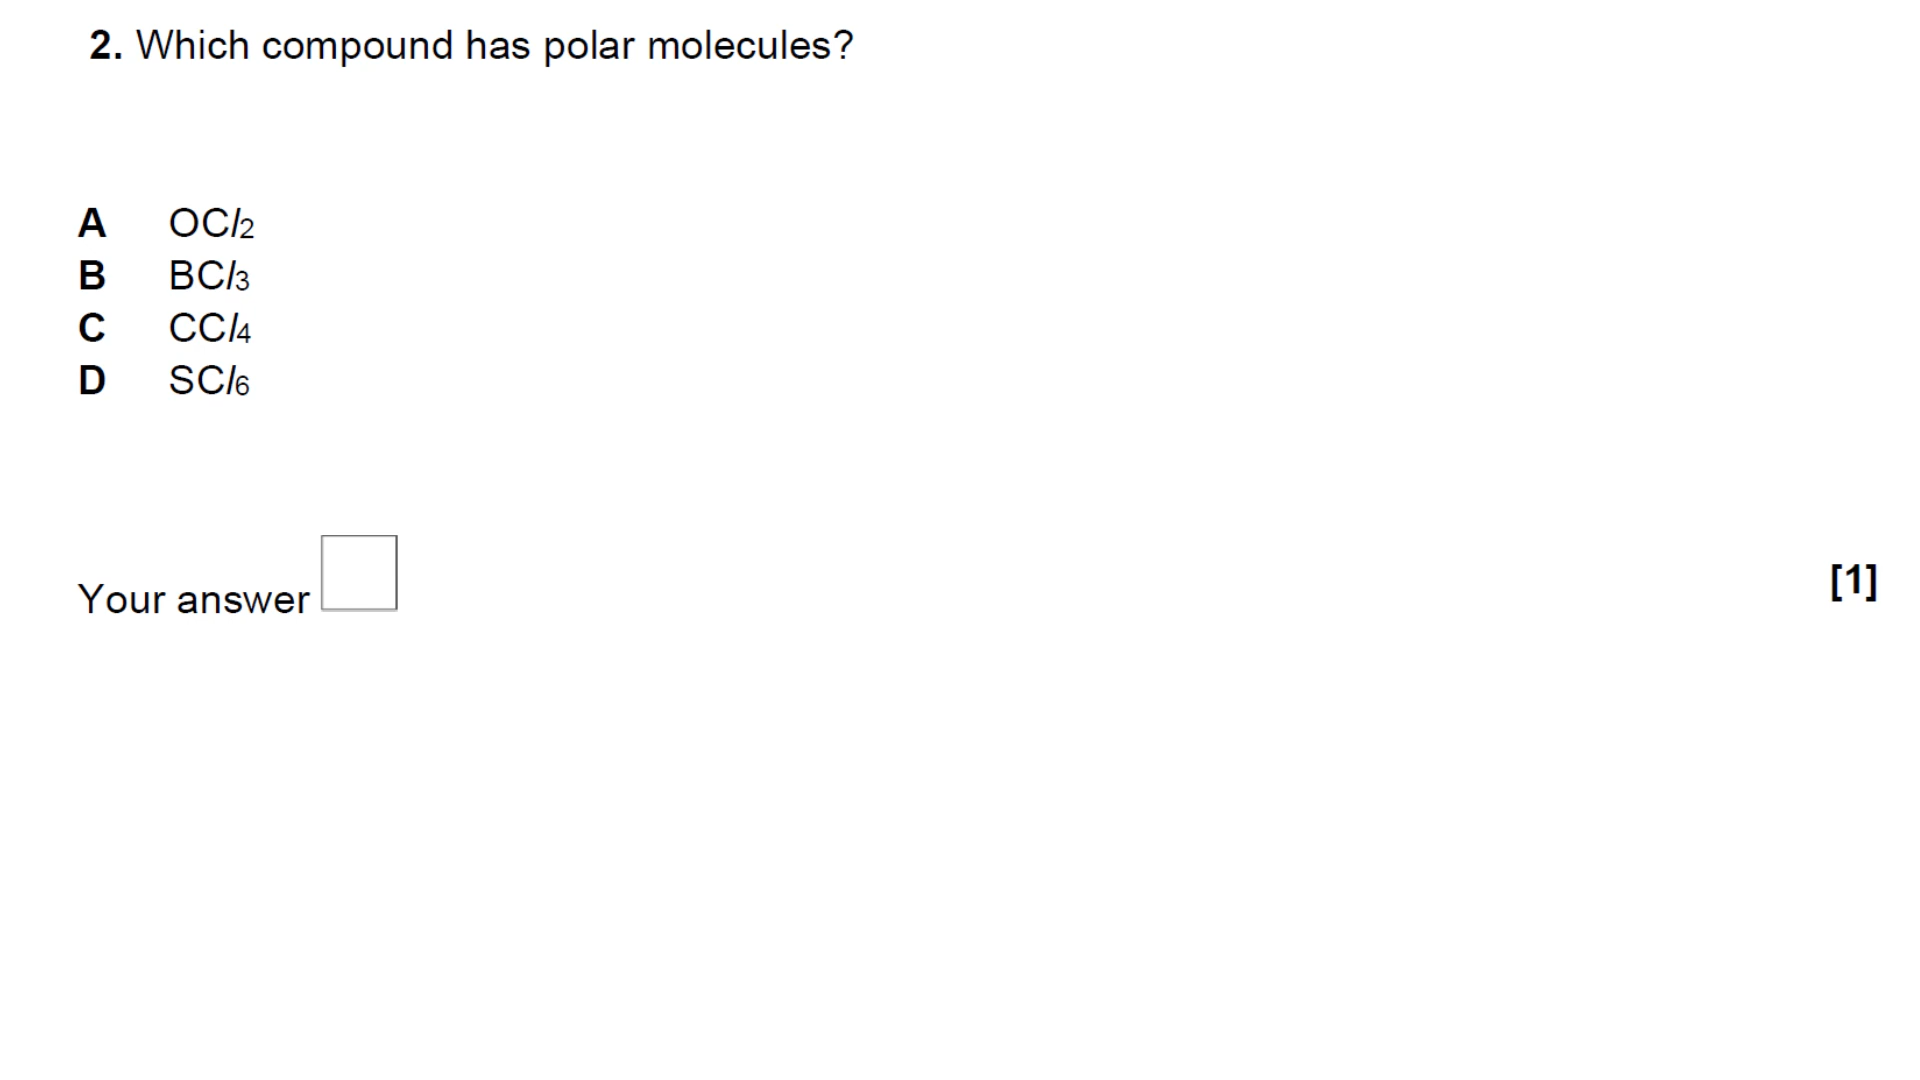 2. Which compound has polar molecules?
A OCl2
B BCl3
C CCl4
D SCl6
Your answer
[1]